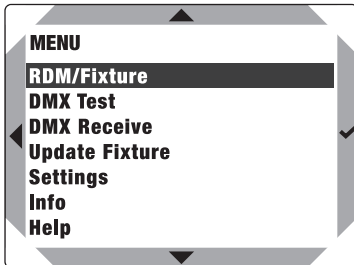 MENU
RDM/Fixture
DMX Test
DMX Receive
Update Fixture
Settings
Info
Help